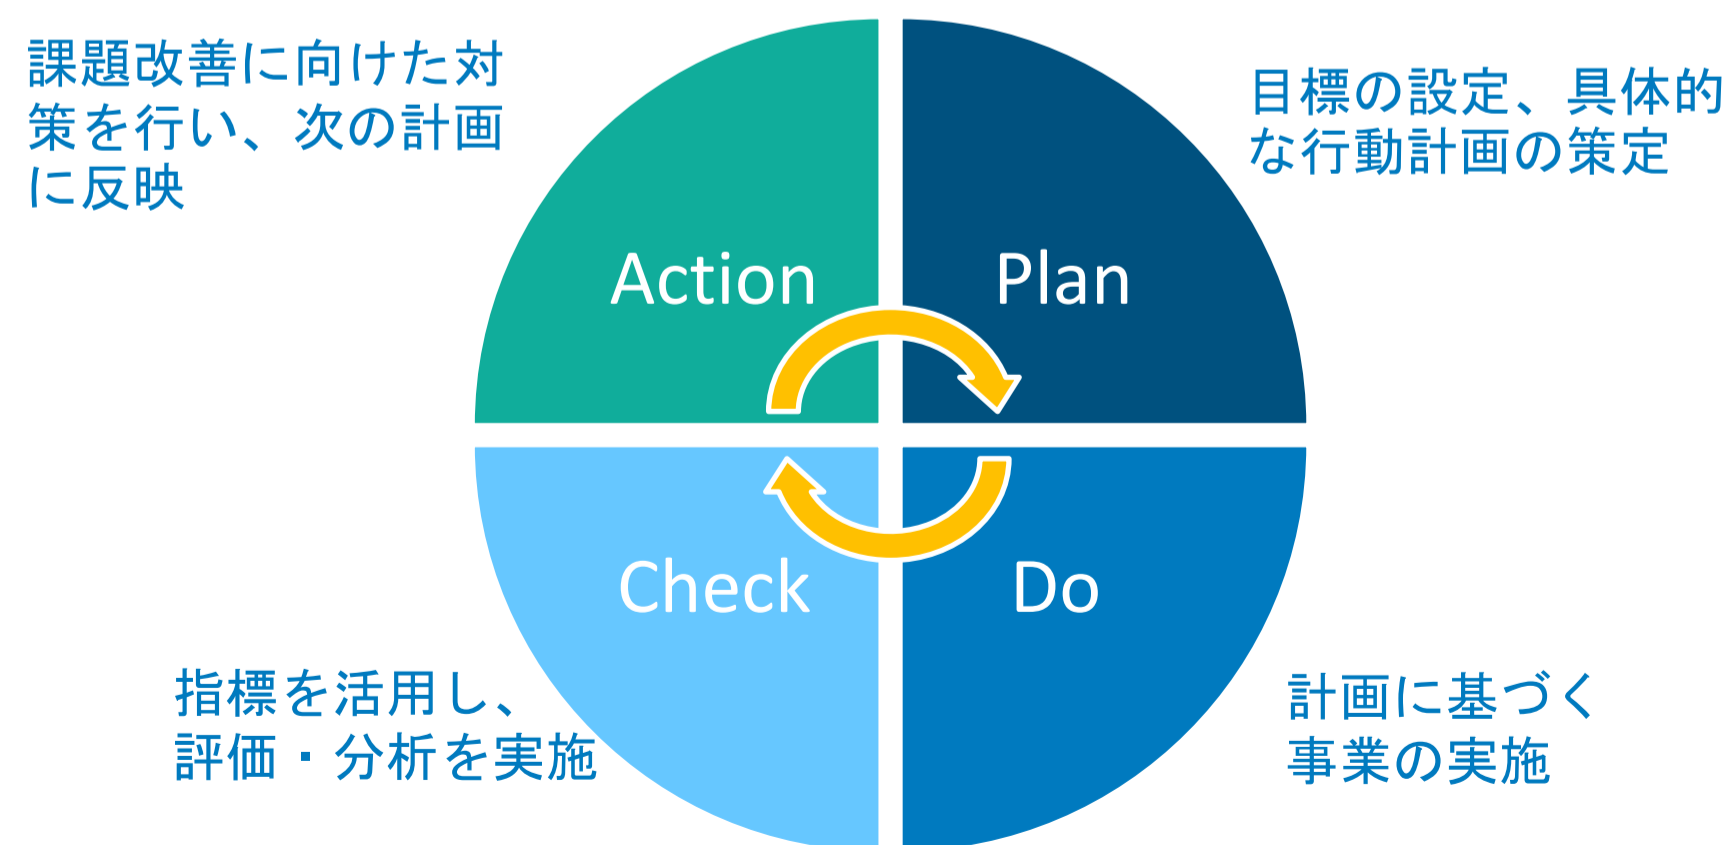 課題改善に向けた対
策を行い、次の計画
に反映
目標の設定、具体的
な行動計画の策定
Action
Plan
Check
Do
指標を活用し、
評価・分析を実施
計画に基づく
事業の実施